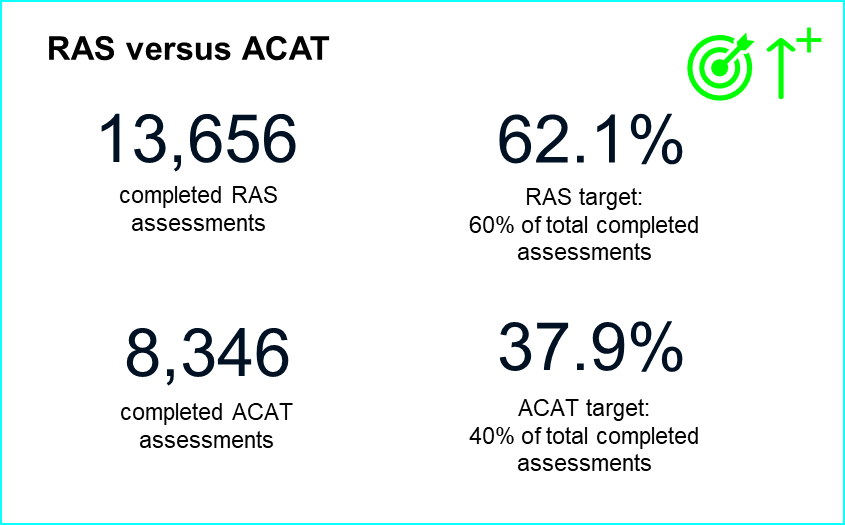 RAS versus ACAT
13,656
completed RAS
assessments
62.1%
RAS target:
60% of total completed
assessments
8,346
completed ACAT
assessments
37.9%
ACAT target:
40% of total completed
assessments